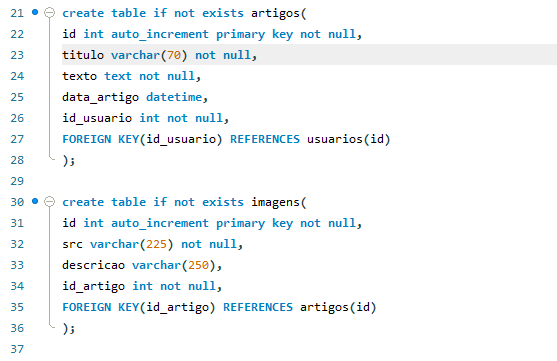 21 create table if not exists artigos(
22 id int auto_increment primary key not null,
23 titulo varchar(70) not null,
24 texto text not null,
25 data_artigo datetime,
26 id_usuario int not null,
27 FOREIGN KEY(id_usuario) REFERENCES usuarios(id)
28 );
29
30 create table if not exists imagens(
31 id int auto_increment primary key not null,
32 src varchar(225) not null,
33 descricao varchar(250),
34 id_artigo int not null,
35 FOREIGN KEY(id_artigo) REFERENCES artigos(id)
36 );
37